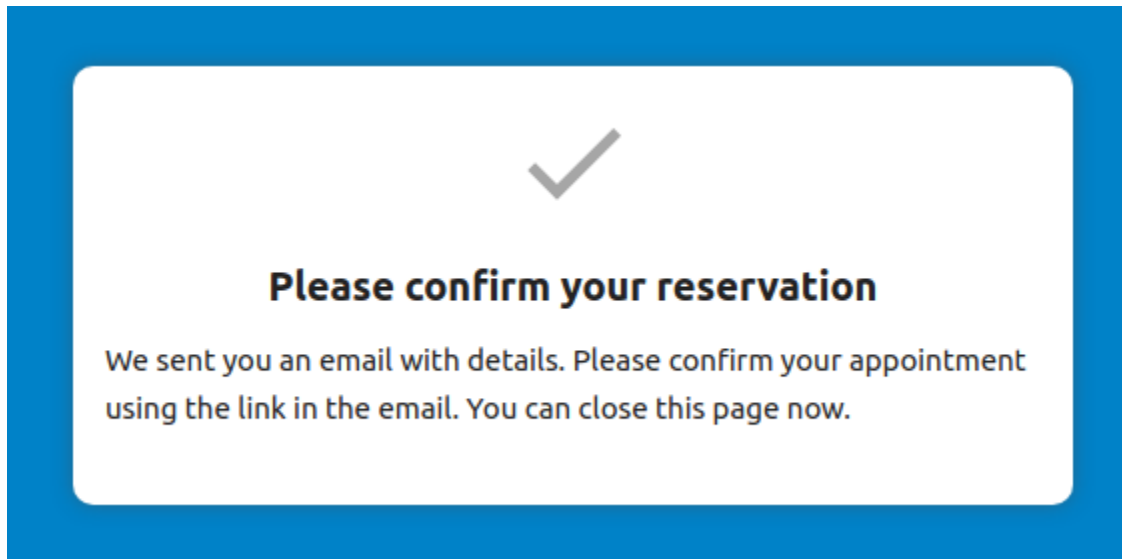 Please confirm your reservation
We sent you an email with details. Please confirm your appointment
using the link in the email. You can close this page now.